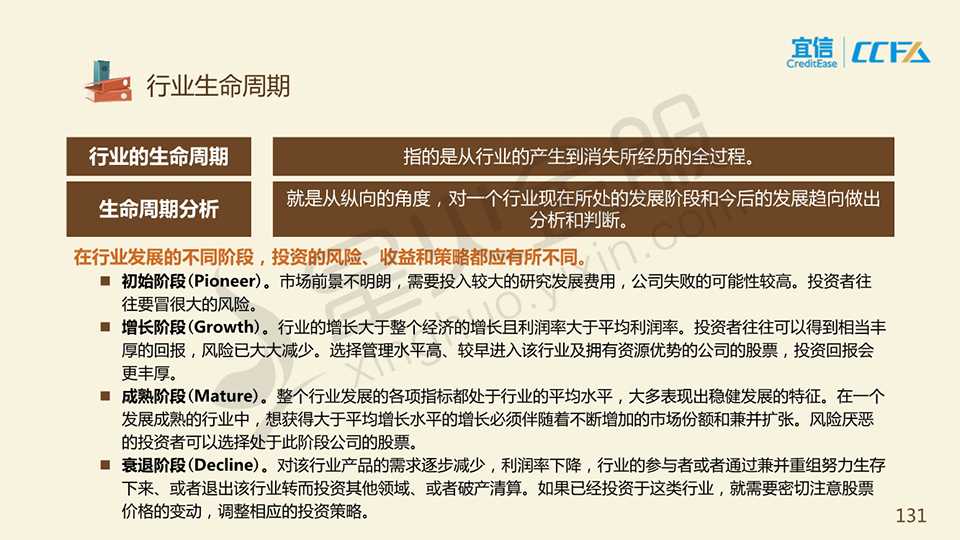 宜信
CreditEase
CCFA
行业生命周期
行业的生命周期
指的是从行业的产生到消失所经历的全过程。
生命周期分析
就是从纵向的角度，对一个行业现在所处的发展阶段和今后的发展趋向做出
分析和判断。
在行业发展的不同阶段，投资的风险、收益和策略都应有所不同。
初始阶段(Pioneer)。市场前景不明朗，需要投入较大的研究发展费用，公司失败的可能性较高。投资者往
往要冒很大的风险。
增长阶段(Growth)。行业的增长大于整个经济的增长且利润率大于平均利润率。投资者往往可以得到相当丰
厚的回报，风险已大大减少。选择管理水平高、较早进入该行业及拥有资源优势的公司的股票，投资回报会
更丰厚。
成熟阶段(Mature)。整个行业发展的各项指标都处于行业的平均水平，大多表现出稳健发展的特征。在一个
发展成熟的行业中，想获得大于平均增长水平的增长必须伴随着不断增加的市场份额和兼并扩张。风险厌恶
的投资者可以选择处于此阶段公司的股票。
衰退阶段(Decline)。对该行业产品的需求逐步减少，利润率下降，行业的参与者或者通过兼并重组努力生存
下来、或者退出该行业转而投资其他领域、或者破产清算。如果已经投资于这类行业，就需要密切注意股票
价格的变动，调整相应的投资策略。
131